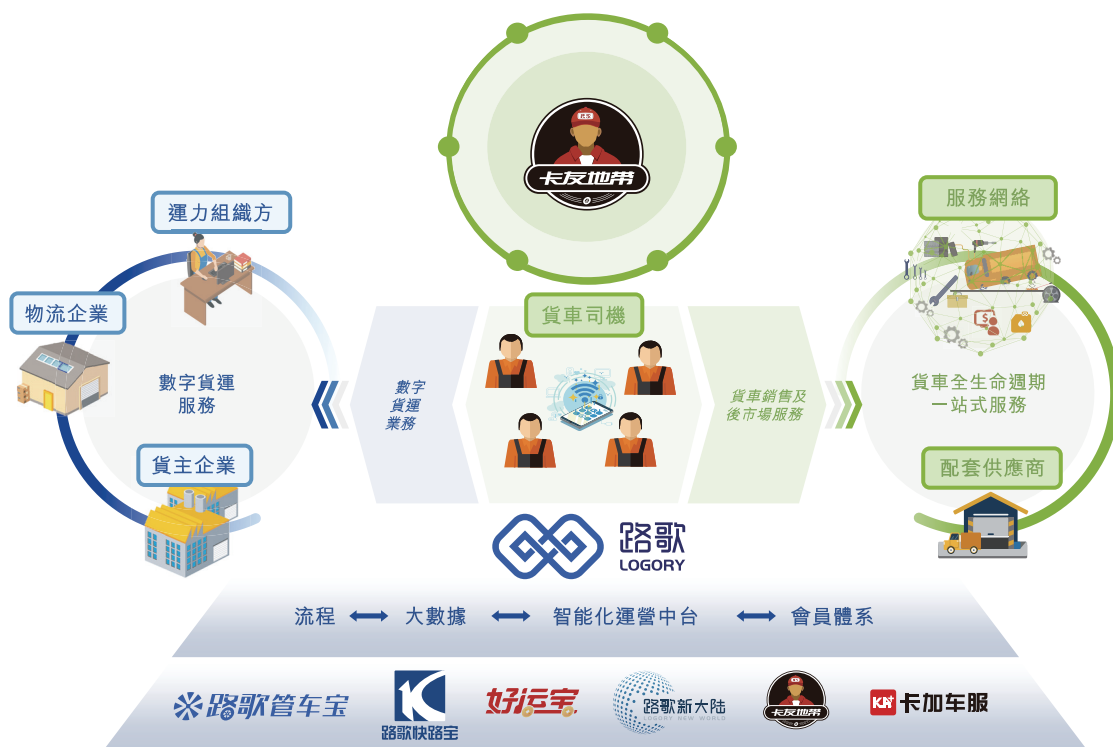 卡友地带
運力組織方
服務網絡
物流企業
貨車司機
數字貨運
服務
數字
貨運
業務
貨車銷售及
後市場服務
貨車全生命週期
一站式服務
貨主企業
配套供應商
路歌
LOGORY
流程
大數據
智能化運營中台
會員體系
路歌管车宝
路歌快路宝
好运宝
路歌新大陆
LOGORY NEW WORLD
卡友地带
KA+ 卡加车服